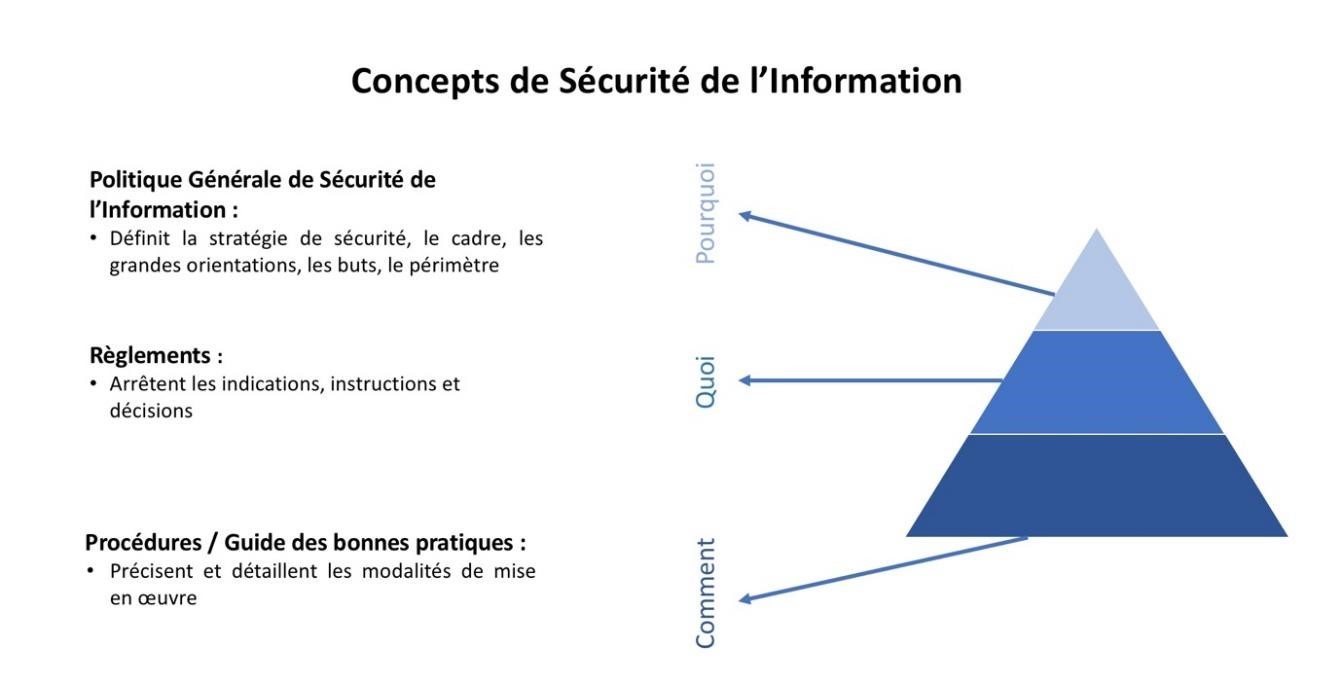 Concepts de Sécurité de l’Information
Politique Générale de Sécurité de
l’Information :
• Définit la stratégie de sécurité, le cadre, les
grandes orientations, les buts, le périmètre
Pourquoi
Règlements :
• Arrêtent les indications, instructions et
décisions
Quoi
Procédures / Guide des bonnes pratiques :
• Précisent et détaillent les modalités de mise
en œuvre
Comment